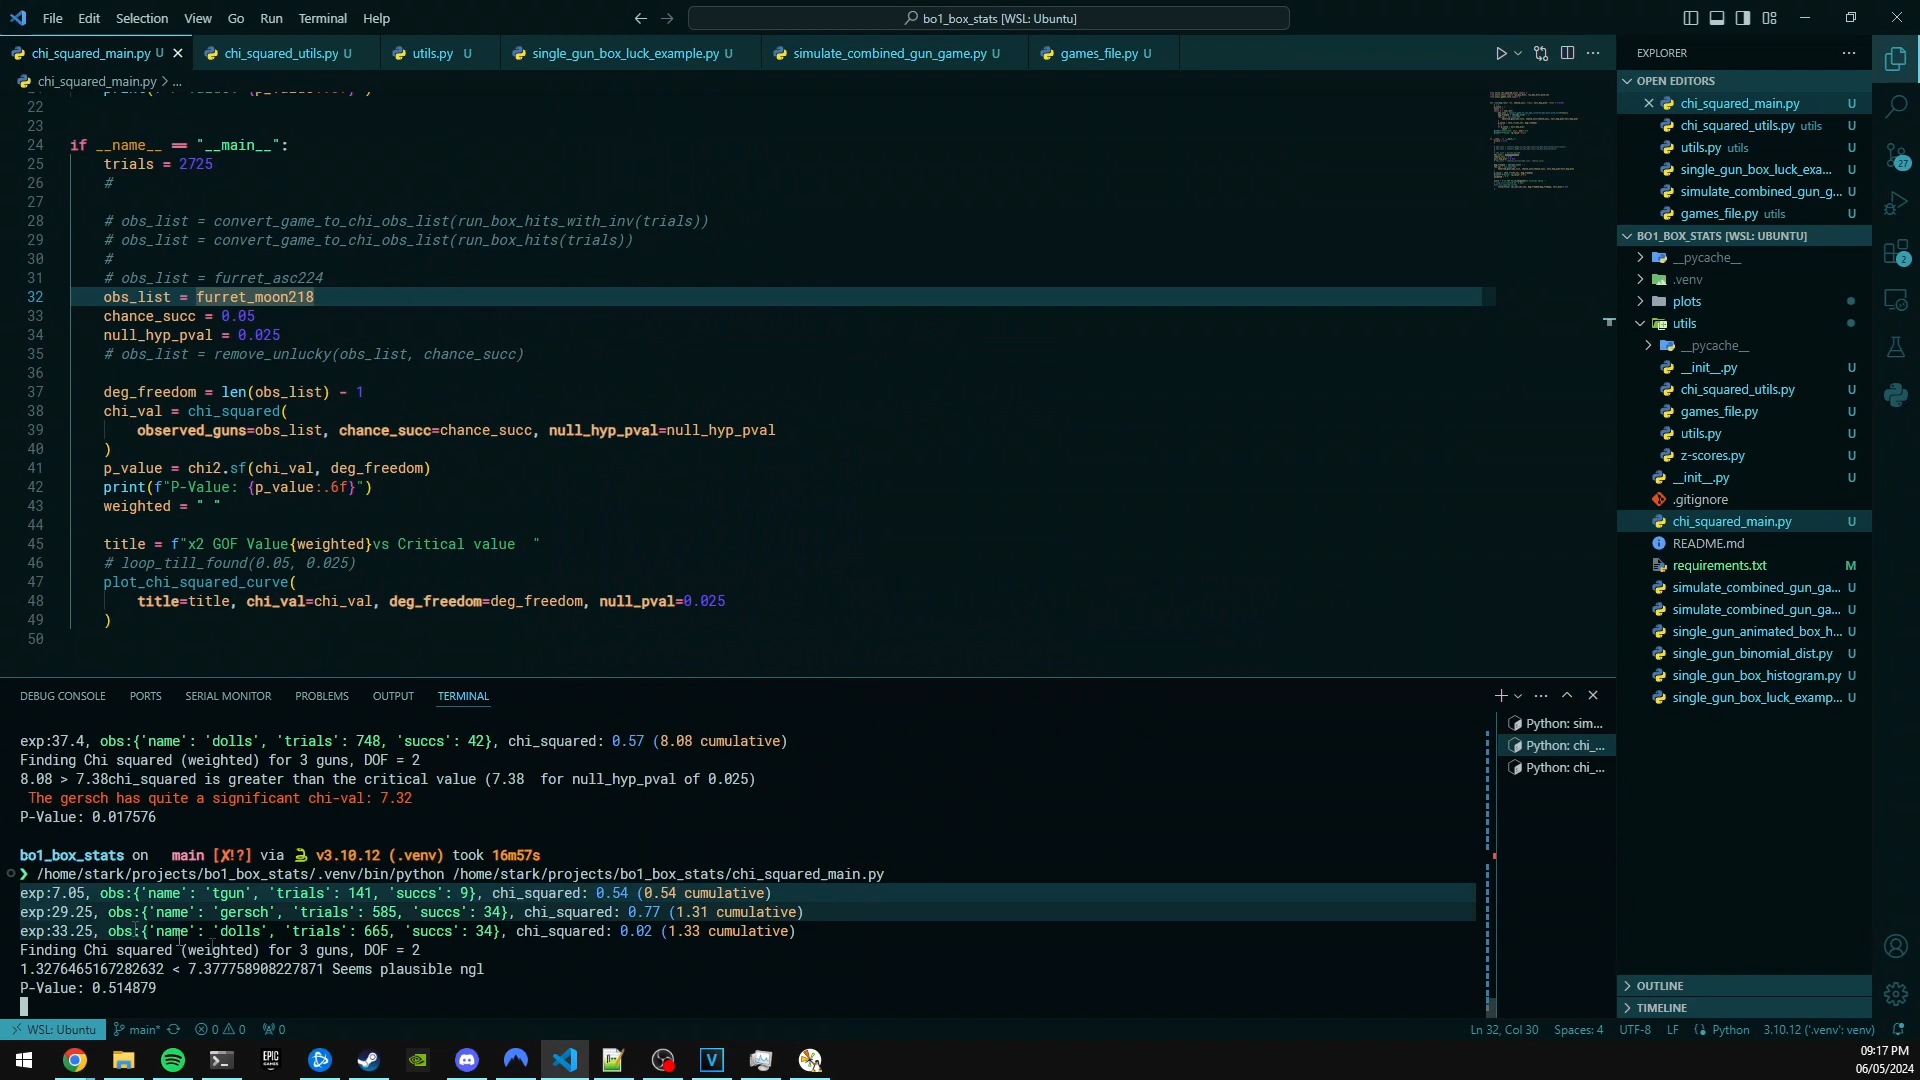 File Edit Selection View Go Run Terminal Help
bo1_box_stats [WSL: Ubuntu]
chi_squared_main.py U
chi_squared_utils.py U
utils.py U
single_gun_box_luck_example.py U
simulate_combined_gun_game.py U
games_file.py U
chi_squared_main.py > ...
22
23
24 if __name__ == "__main__":
25 trials = 2725
26 #
27
28 # obs_list = convert_game_to_chi_obs_list(run_box_hits_with_inv(trials))
29 # obs_list = convert_game_to_chi_obs_list(run_box_hits(trials))
30 #
31 # obs_list = furret_asc224
32 obs_list = furret_moon218
33 chance_succ = 0.05
34 null_hyp_pval = 0.025
35 # obs_list = remove_unlucky(obs_list, chance_succ)
36
37 deg_freedom = len(obs_list) - 1
38 chi_val = chi_squared(
39 observed_guns=obs_list, chance_succ=chance_succ, null_hyp_pval=null_hyp_pval
40 )
41 p_value = chi2.sf(chi_val, deg_freedom)
42 print(f"P-Value: {p_value:.6f}")
43 weighted = " "
44
45 title = f"x2 GOF Value{weighted}vs Critical value  "
46 # loop_till_found(0.05, 0.025)
47 plot_chi_squared_curve(
48 title=title, chi_val=chi_val, deg_freedom=deg_freedom, null_pval=0.025
49 )
50
DEBUG CONSOLE PORTS SERIAL MONITOR PROBLEMS OUTPUT TERMINAL
exp:37.4, obs:{'name': 'dolls', 'trials': 748, 'succs': 42}, chi_squared: 0.57 (8.08 cumulative)
Finding Chi squared (weighted) for 3 guns, DOF = 2
8.08 > 7.38chi_squared is greater than the critical value (7.38  for null_hyp_pval of 0.025)
The gersch has quite a significant chi-val: 7.32
P-Value: 0.017576
bo1_box_stats on main [X!?] via v3.10.12 (.venv) took 16m57s
❯ /home/stark/projects/bo1_box_stats/.venv/bin/python /home/stark/projects/bo1_box_stats/chi_squared_main.py
exp:7.05, obs:{'name': 'tgun', 'trials': 141, 'succs': 9}, chi_squared: 0.54 (0.54 cumulative)
exp:29.25, obs:{'name': 'gersch', 'trials': 585, 'succs': 34}, chi_squared: 0.77 (1.31 cumulative)
exp:33.25, obs:{'name': 'dolls', 'trials': 665, 'succs': 34}, chi_squared: 0.02 (1.33 cumulative)
Finding Chi squared (weighted) for 3 guns, DOF = 2
1.3276465167282632 < 7.377758908227871 Seems plausible ngl
P-Value: 0.514879
Python: sim...
Python: chi_...
Python: chi_...
EXPLORER
OPEN EDITORS
chi_squared_main.py U
chi_squared_utils.py utils U
utils.py utils U
single_gun_box_luck_exa... U
simulate_combined_gun_g... U
games_file.py utils U
BO1_BOX_STATS [WSL: UBUNTU]
__pycache__
.venv
plots
utils
__pycache__
__init__.py U
chi_squared_utils.py U
games_file.py U
utils.py U
z-scores.py U
__init__.py U
.gitignore
chi_squared_main.py U
README.md
requirements.txt M
simulate_combined_gun_ga... U
simulate_combined_gun_ga... U
single_gun_animated_box_h... U
single_gun_binomial_dist.py U
single_gun_box_histogram.py U
single_gun_box_luck_examp... U
OUTLINE
TIMELINE
27
2
WSL: Ubuntu main* 0 0 0
Ln 32, Col 30 Spaces: 4 UTF-8 LF Python 3.10.12 ('.venv': venv)
EPIC GAMES
V
09:17 PM
06/05/2024